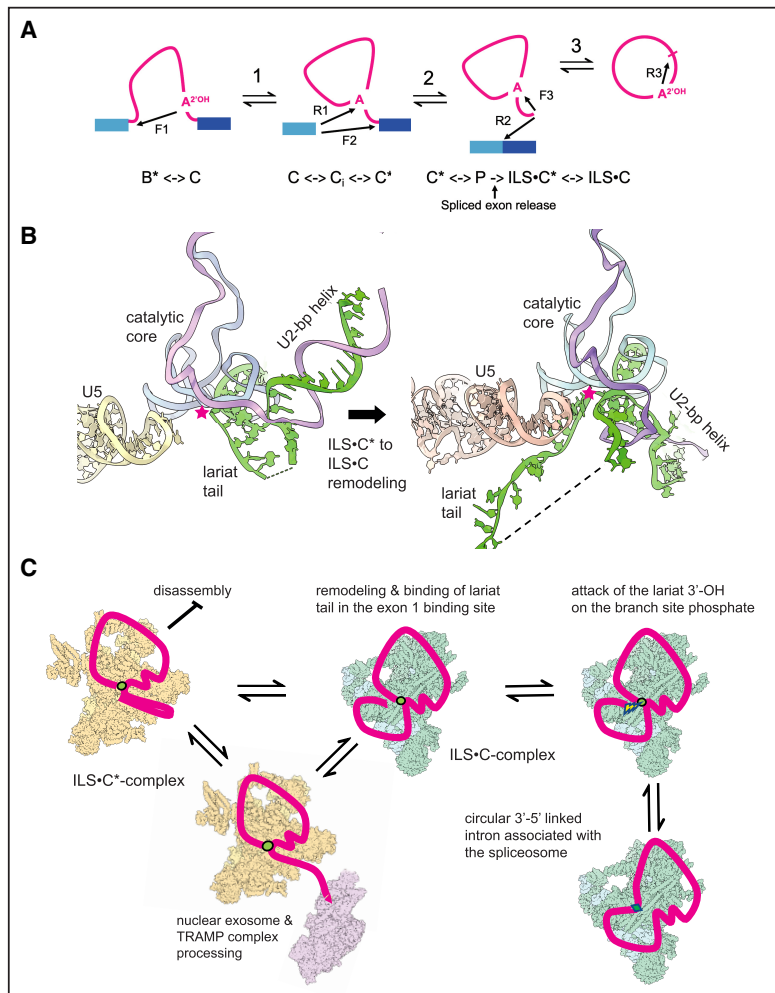 A
1
2
3
A
A
R3
F3
A2'OH
R1
A2'OH
F1
F2
R2
B* <-> C
C <-> Ci <-> C*
C* <-> P -> ILS•C* <-> ILS•C
Spliced exon release
B
catalytic
core
U2-bp helix
U5
lariat
tail
ILS•C* to
ILS•C
remodeling
catalytic
core
U5
U2-bp helix
lariat
tail
C
disassembly
remodeling & binding of lariat
tail in the exon 1 binding site
attack of the lariat 3'-OH
on the branch site phosphate
ILS•C*-complex
ILS•C-complex
circular 3'-5' linked
intron associated with
the spliceosome
nuclear exosome &
TRAMP complex
processing